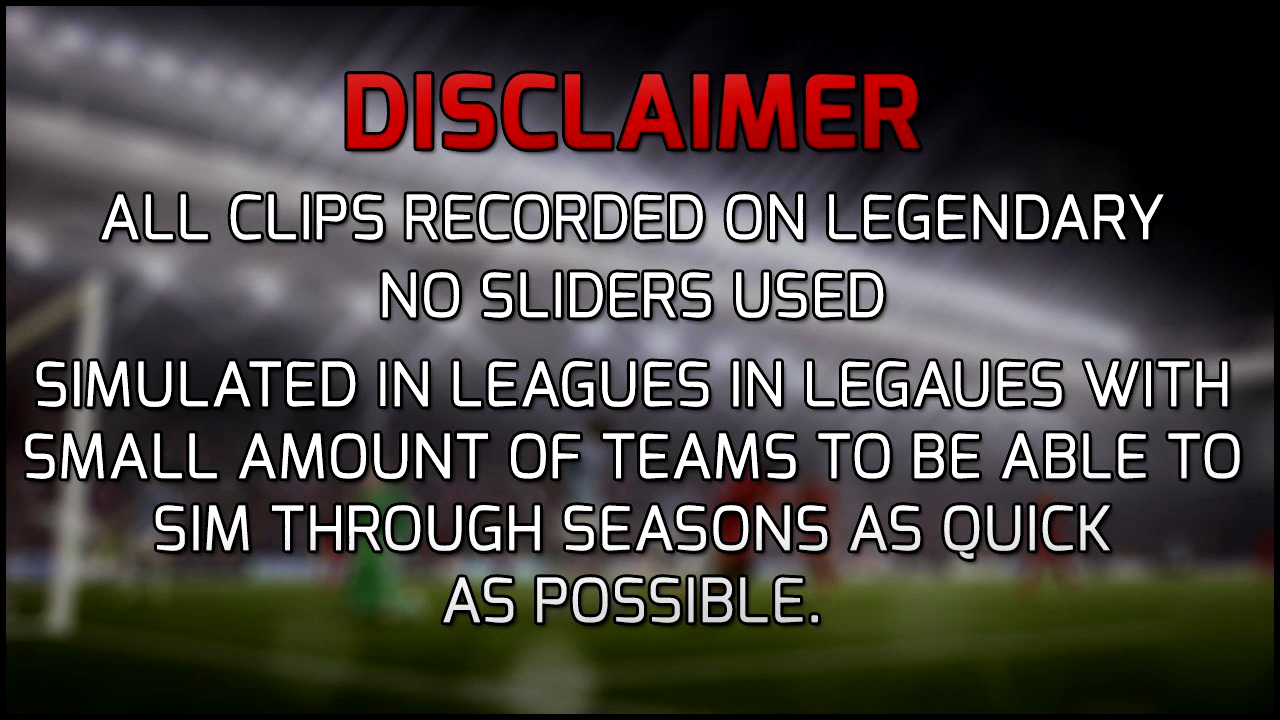 DISCLAIMER
ALL CLIPS RECORDED ON LEGENDARY
NO SLIDERS USED
SIMULATED IN LEAGUES IN LEGAUES WITH
SMALL AMOUNT OF TEAMS TO BE ABLE TO
SIM THROUGH SEASONS AS QUICK
AS POSSIBLE.